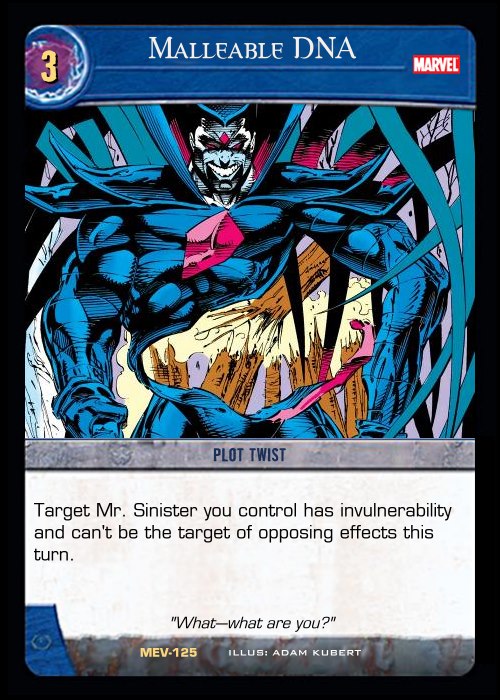 3
Malleable DNA
MARVEL
PLOT TWIST
Target Mr. Sinister you control has invulnerability
and can't be the target of opposing effects this
turn.
"What—what are you?"
MEV-125 ILLUS: ADAM KUBERT